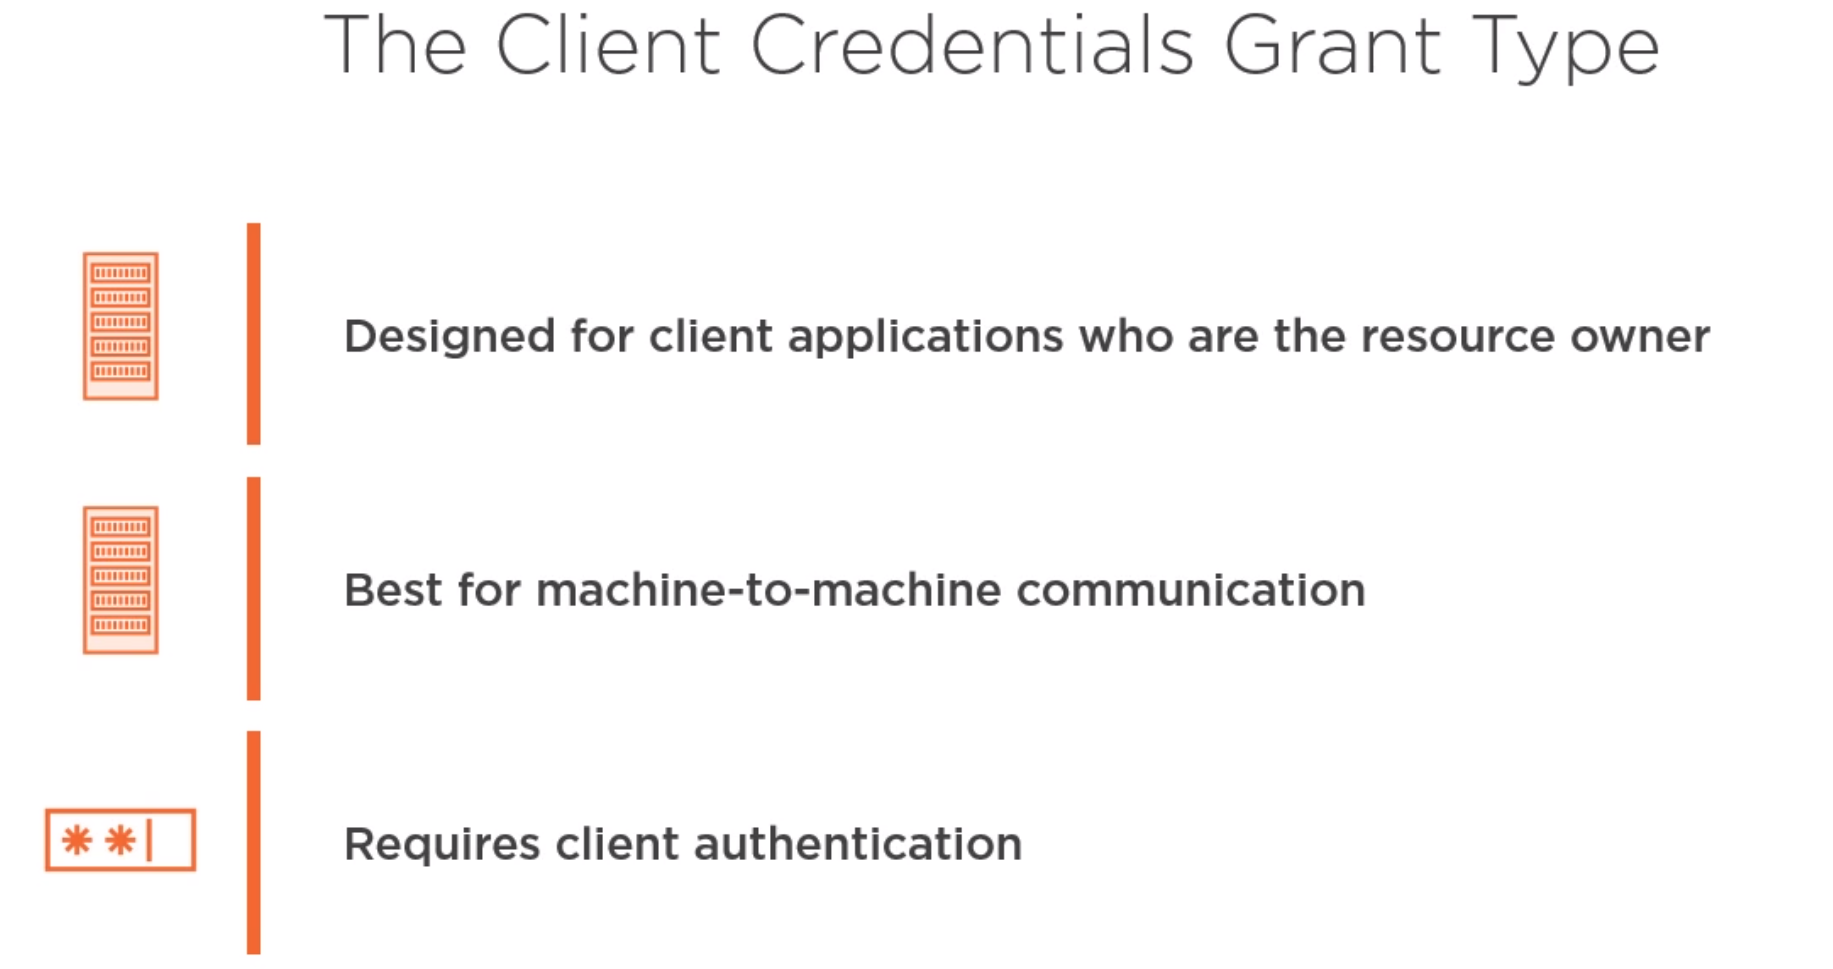 The Client Credentials Grant Type
Designed for client applications who are the resource owner
Best for machine-to-machine communication
Requires client authentication